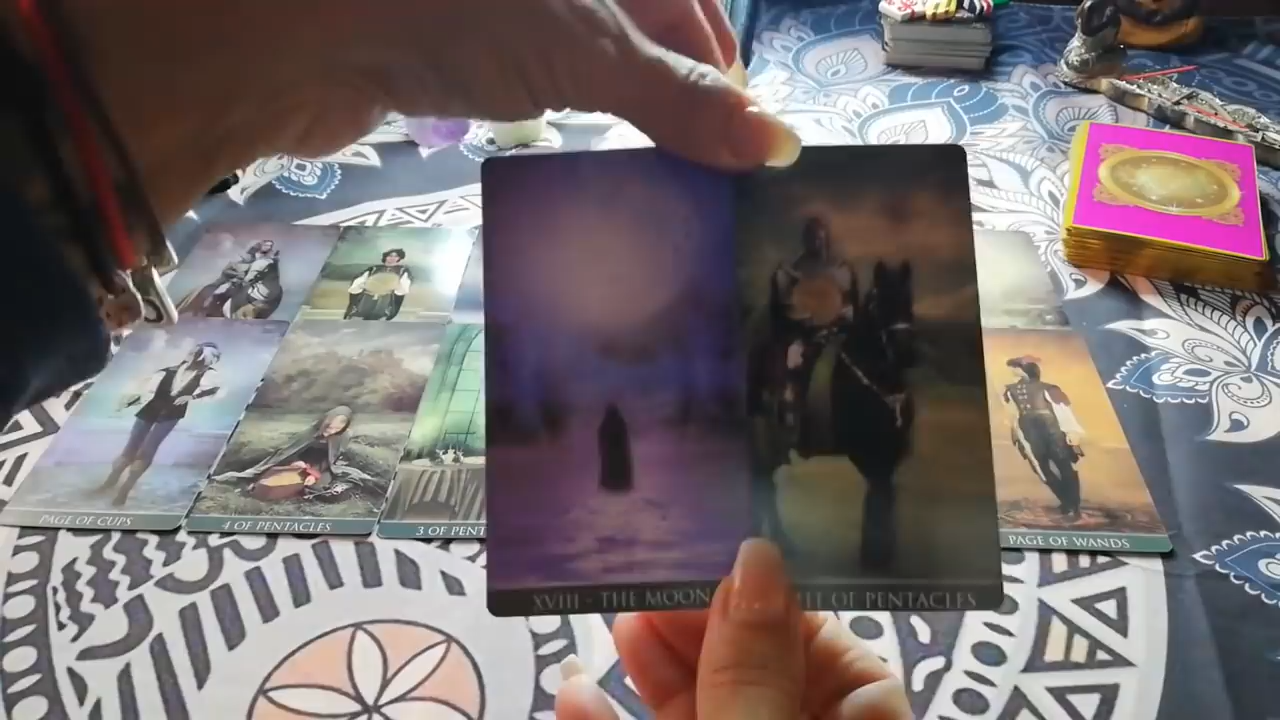 XVIII - THE MOON
OF PENTACLES
PAGE OF CUPS
4 OF PENTACLES
3 OF PENT
PAGE OF WANDS